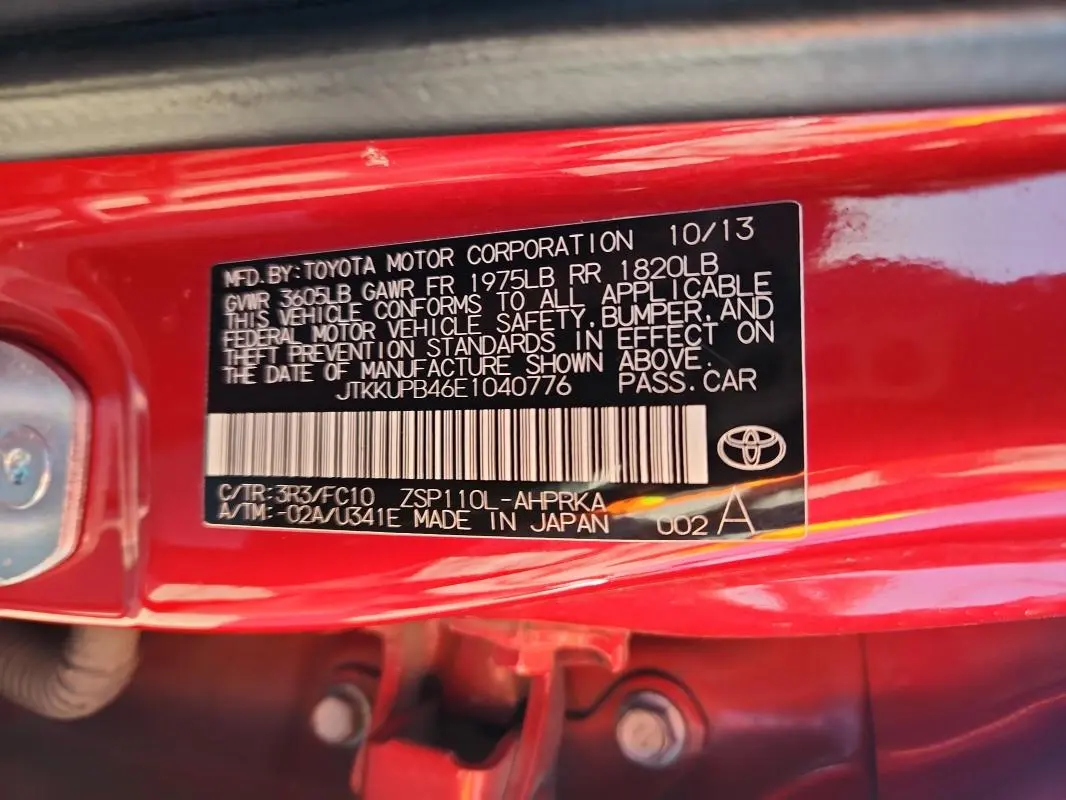 MFD.BY:TOYOTA MOTOR CORPORATION 10/13
GVWR 3605LB GAWR FR 1975LB RR 1820LB
THIS VEHICLE CONFORMS TO ALL APPLICABLE
FEDERAL MOTOR VEHICLE SAFETY,BUMPER,AND
THEFT PREVENTION STANDARDS IN EFFECT ON
THE DATE OF MANUFACTURE SHOWN ABOVE.
JTKKUPB46E1040776 PASS.CAR
C/TR:3R3/FC10 ZSP110L-AHPRKA
A/TM:-02A/U341E MADE IN JAPAN U02 A